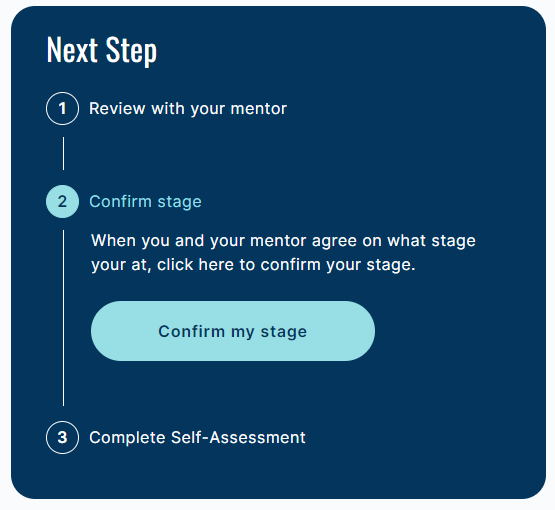 Next Step
1 Review with your mentor
2 Confirm stage
When you and your mentor agree on what stage
your at, click here to confirm your stage.
Confirm my stage
3 Complete Self-Assessment